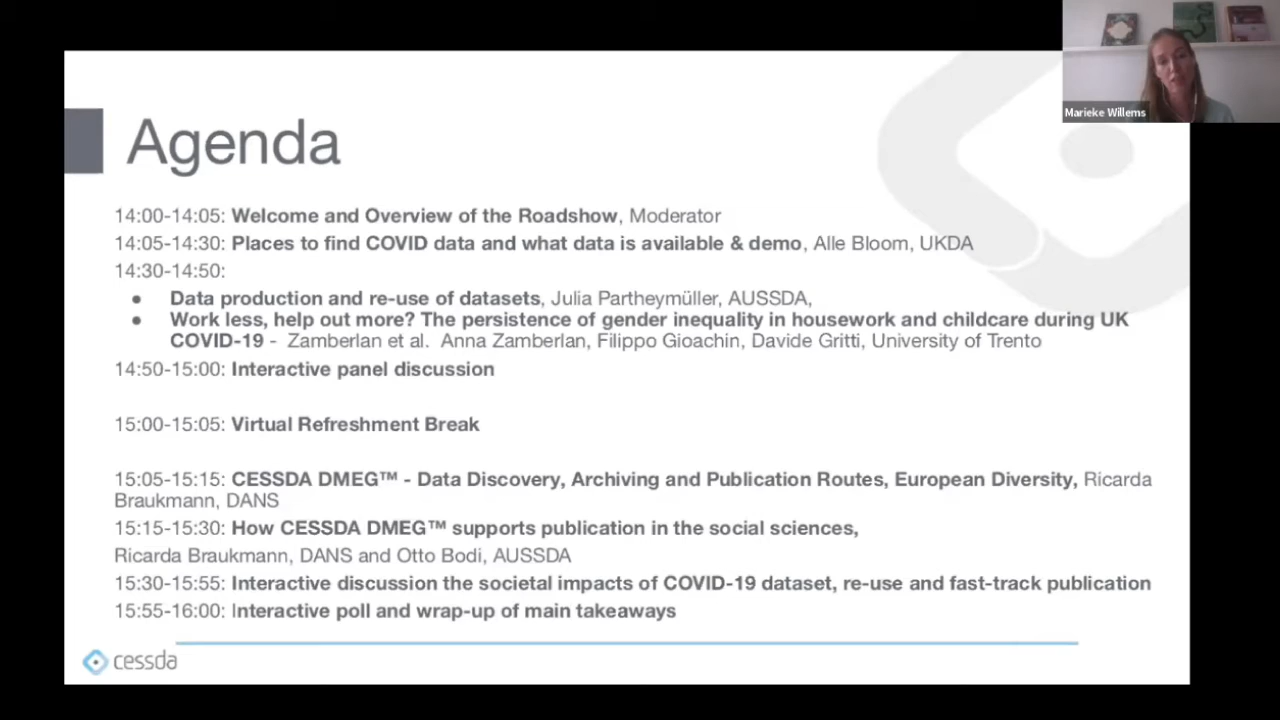 Marieke Willems
Agenda
14:00-14:05: Welcome and Overview of the Roadshow, Moderator
14:05-14:30: Places to find COVID data and what data is available & demo, Alle Bloom, UKDA
14:30-14:50:
● Data production and re-use of datasets, Julia Partheymüller, AUSSDA,
● Work less, help out more? The persistence of gender inequality in housework and childcare during UK
COVID-19 - Zamberlan et al. Anna Zamberlan, Filippo Gioachin, Davide Gritti, University of Trento
14:50-15:00: Interactive panel discussion
15:00-15:05: Virtual Refreshment Break
15:05-15:15: CESSDA DMEG™ - Data Discovery, Archiving and Publication Routes, European Diversity, Ricarda
Braukmann, DANS
15:15-15:30: How CESSDA DMEG™ supports publication in the social sciences,
Ricarda Braukmann, DANS and Otto Bodi, AUSSDA
15:30-15:55: Interactive discussion the societal impacts of COVID-19 dataset, re-use and fast-track publication
15:55-16:00: Interactive poll and wrap-up of main takeaways
cessda